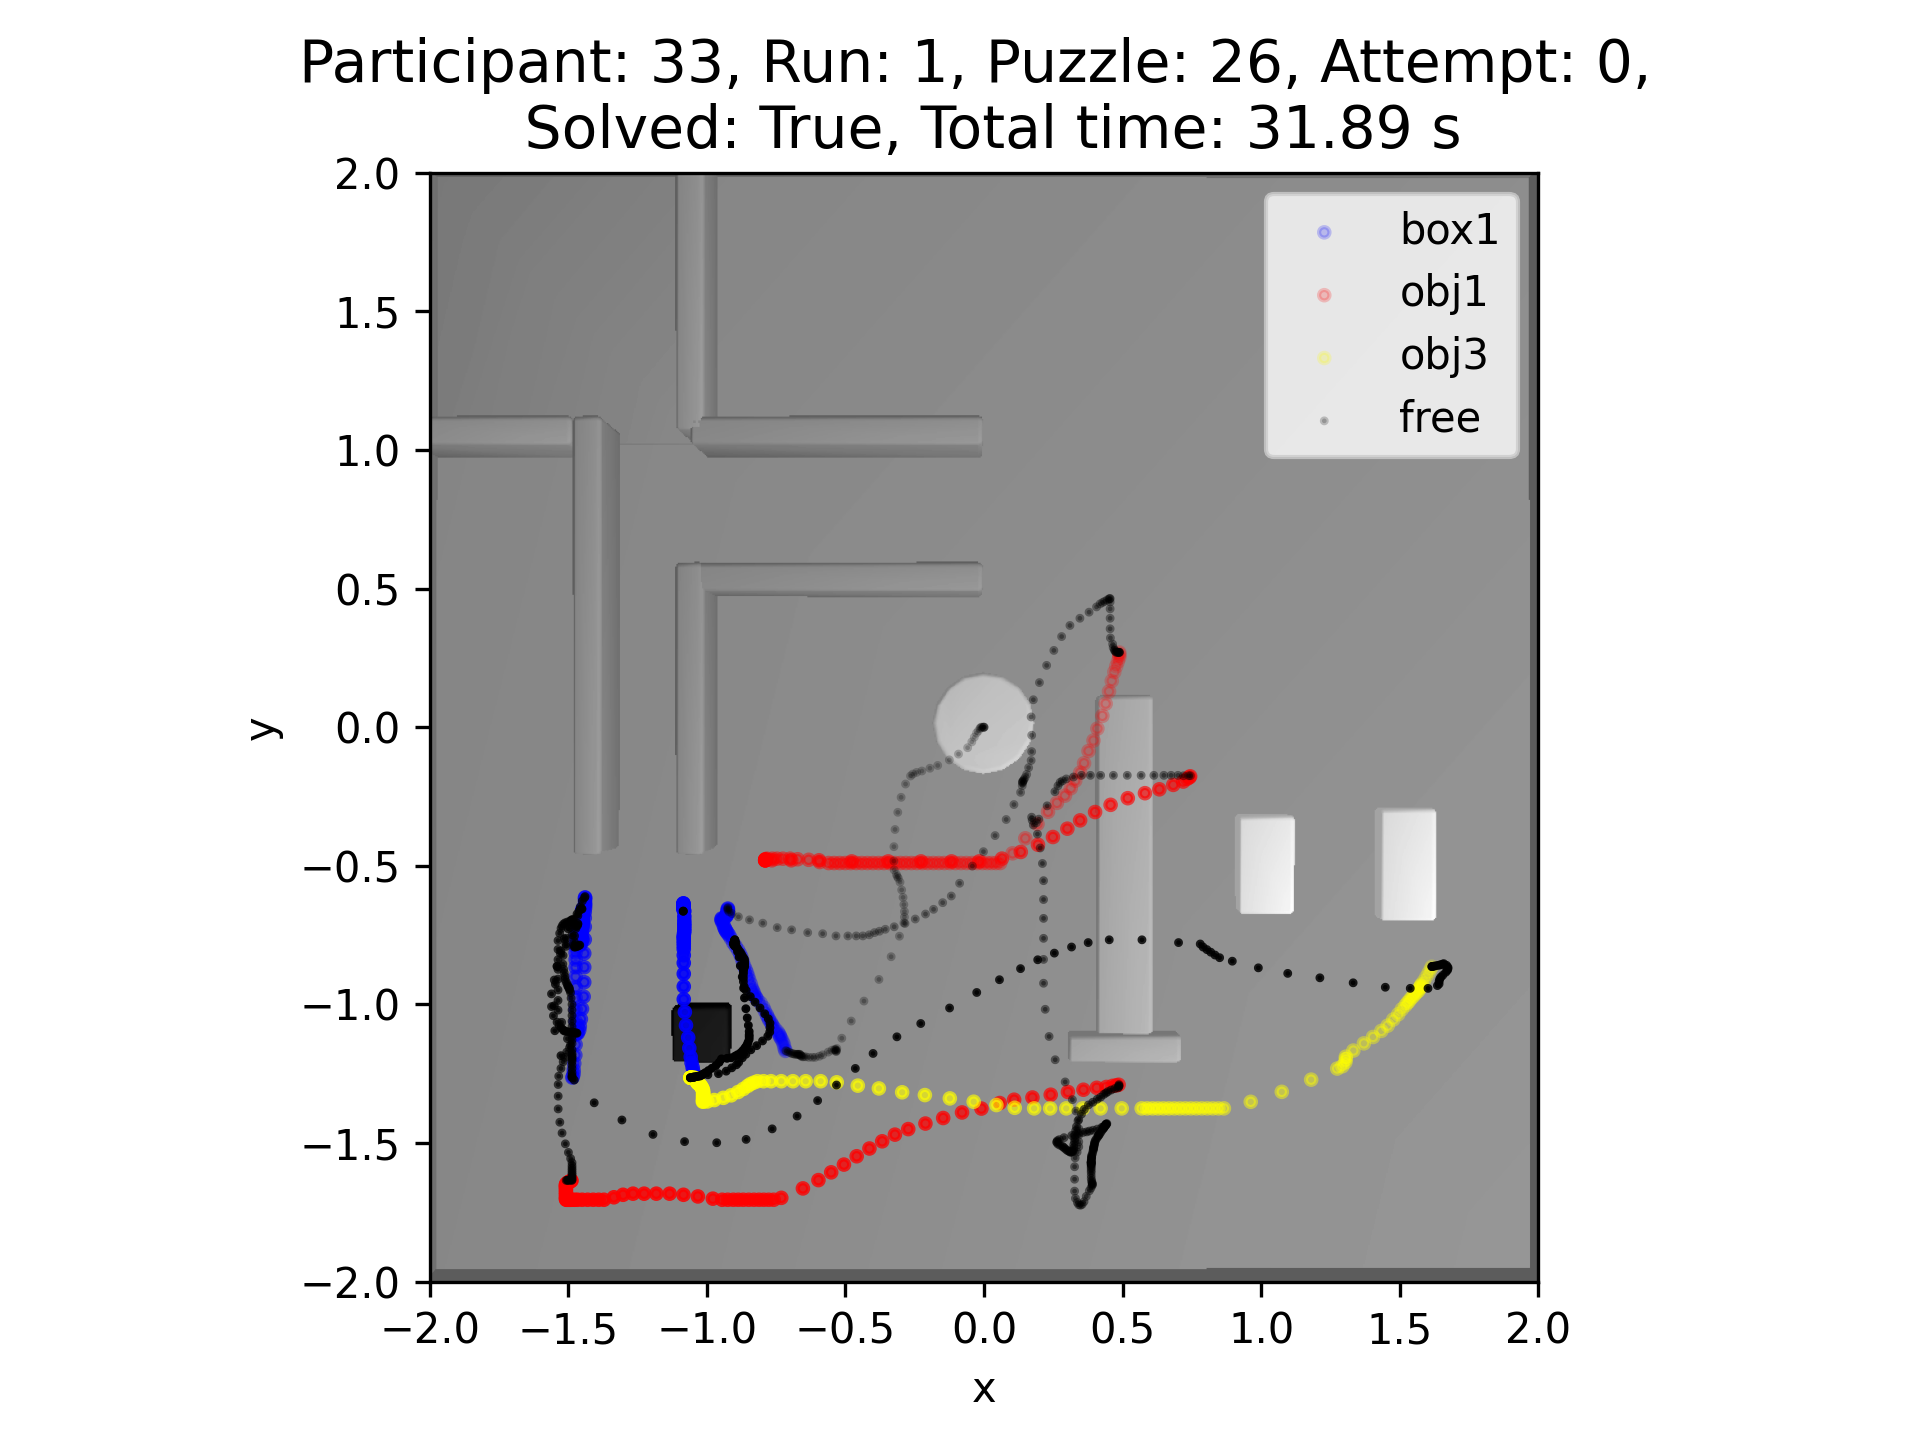 Participant: 33, Run: 1, Puzzle: 26, Attempt: 0,
Solved: True, Total time: 31.89 s
2.0
1.5
1.0
0.5
0.0
−0.5
−1.0
−1.5
−2.0
y
box1
obj1
obj3
free
−2.0 −1.5 −1.0 −0.5 0.0 0.5 1.0 1.5 2.0
x